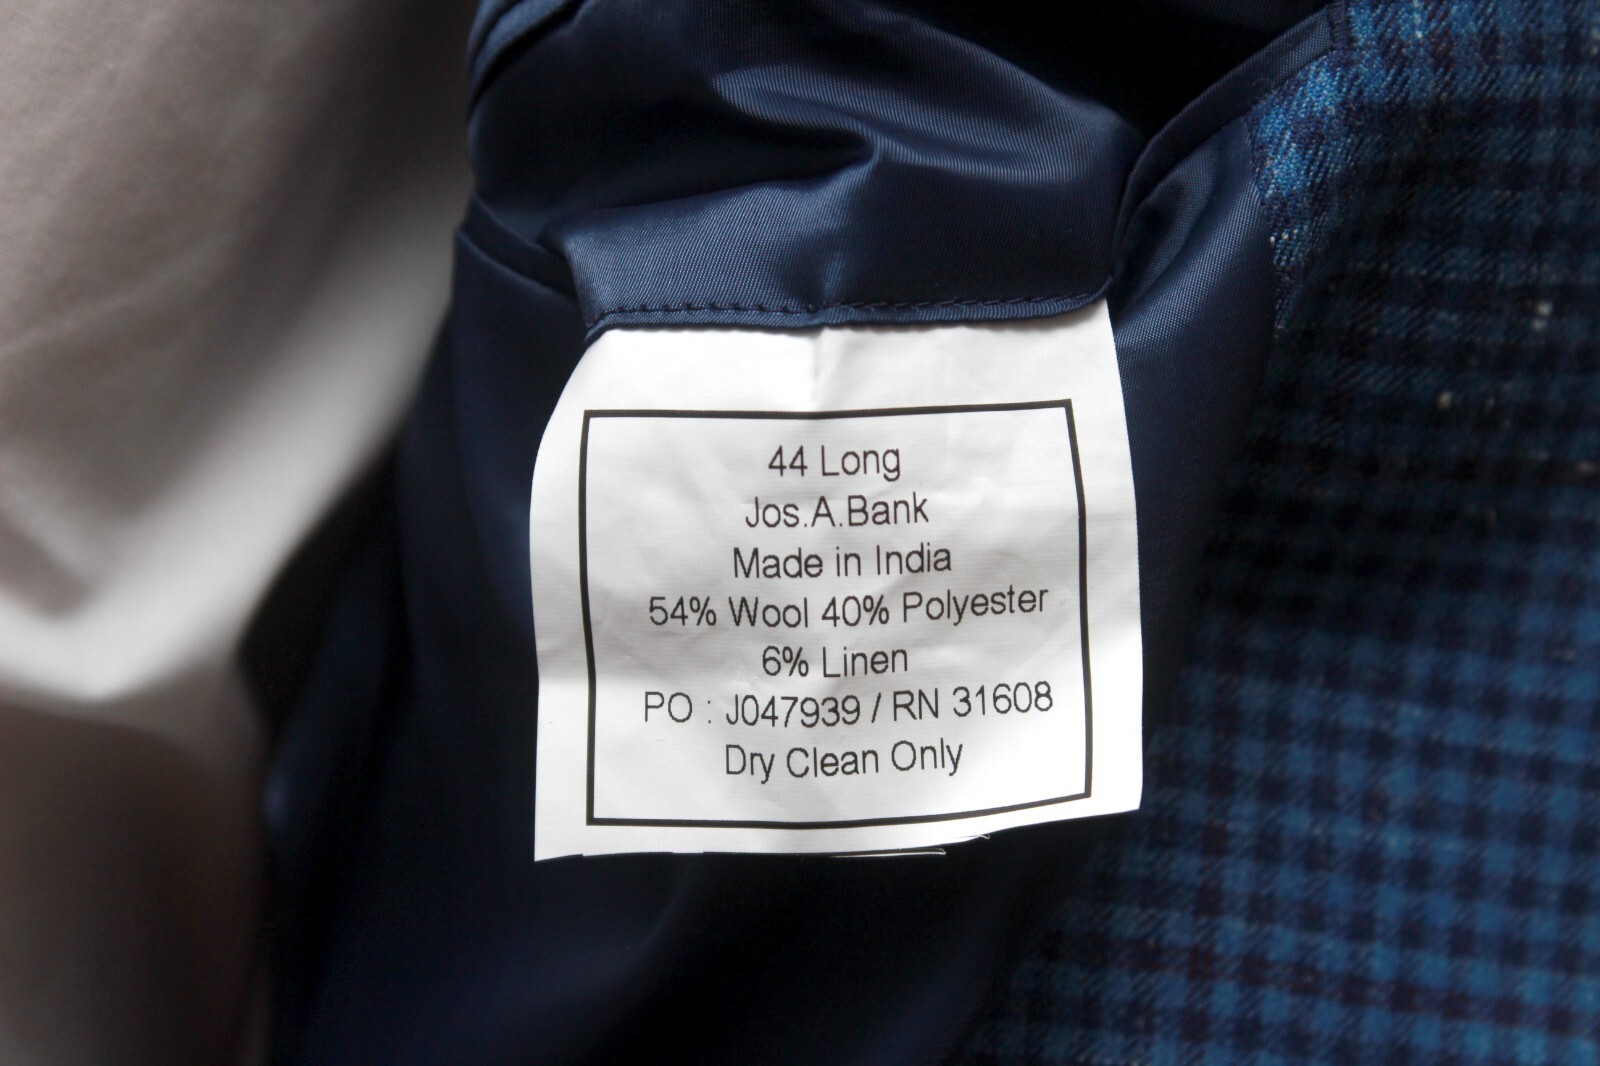 44 Long
Jos.A.Bank
Made in India
54% Wool 40% Polyester
6% Linen
PO : J047939 / RN 31608
Dry Clean Only